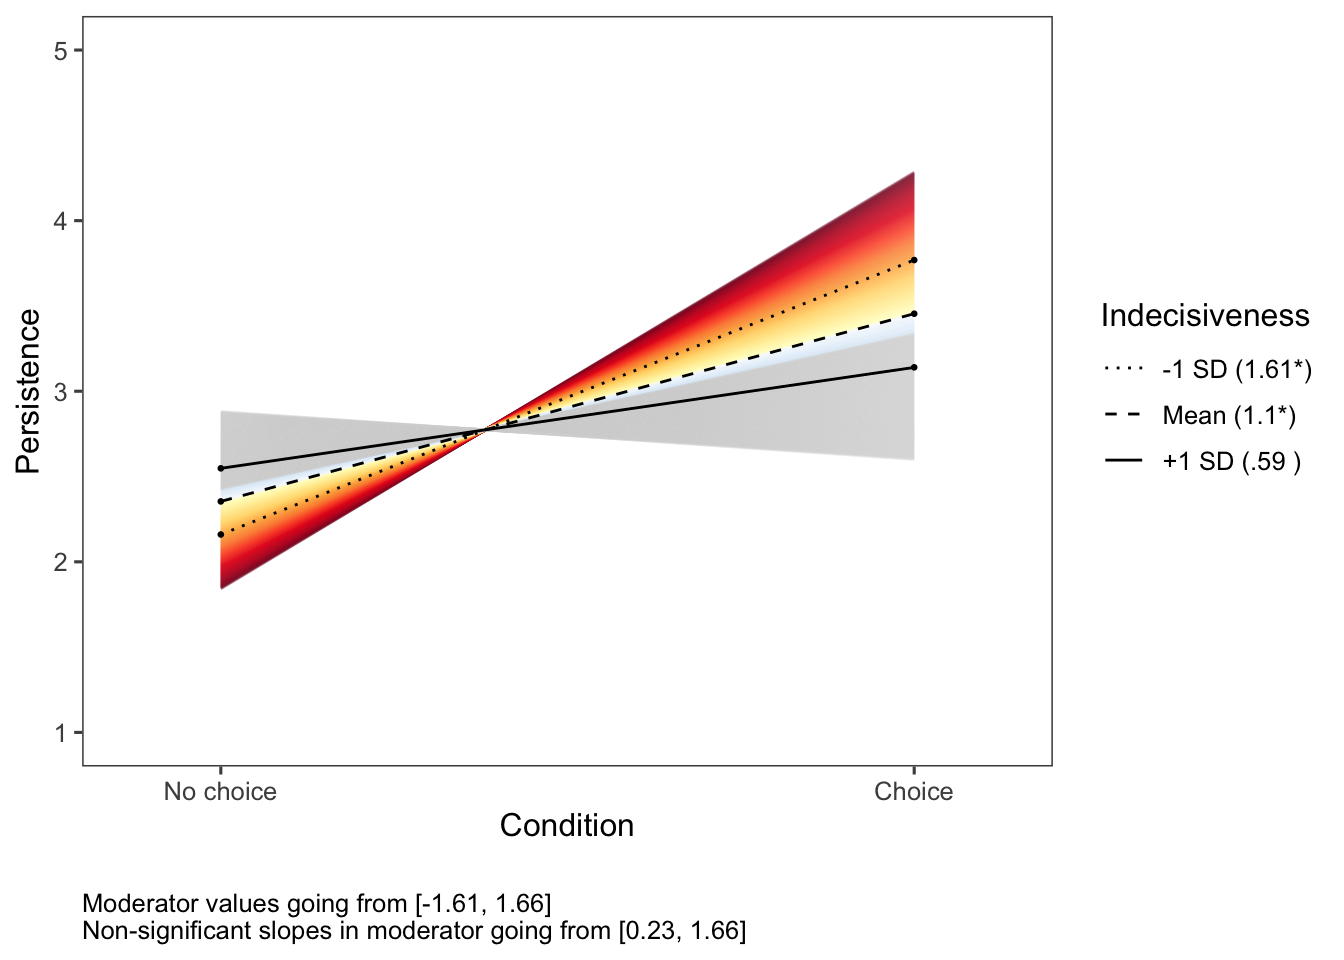 5
4
3
2
1
Persistence
No choice
Choice
Condition
Indecisiveness
-1 SD (1.61*)
Mean (1.1*)
+1 SD (.59 )
Moderator values going from [-1.61, 1.66]
Non-significant slopes in moderator going from [0.23, 1.66]